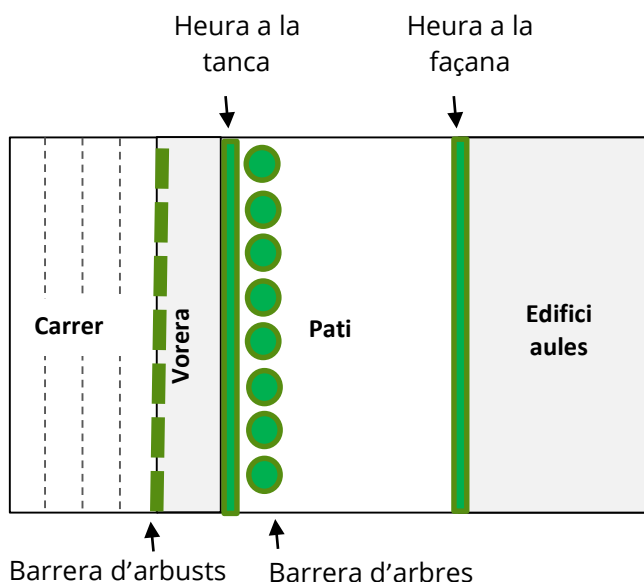 Heura a la
tanca
Heura a la
façana
Carrer
Vorera
Pati
Edifici
aules
Barrera d’arbusts
Barrera d’arbres